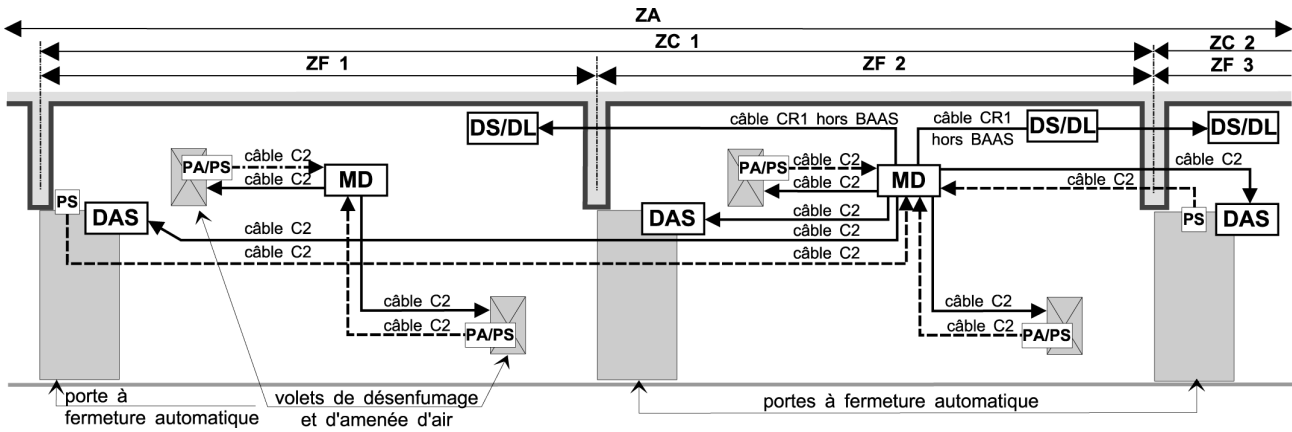 ZA
ZC 1 ZC 2
ZF 1 ZF 2 ZF 3
DS/DL câble CR1 hors BAAS câble CR1 hors BAAS DS/DL DS/DL
PA/PS câble C2 câble C2 MD
PA/PS câble C2 câble C2 MD câble C2 câble C2
PS DAS DAS câble C2 PS DAS
câble C2 câble C2
câble C2 câble C2
câble C2 câble C2
câble C2 PA/PS câble C2 PA/PS
porte à fermeture automatique
volets de désenfumage et d'amenée d'air
portes à fermeture automatique